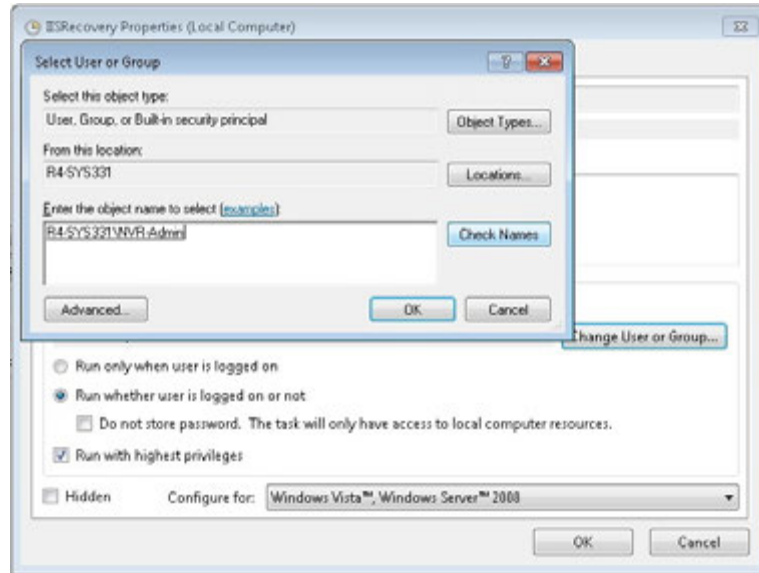 IISRecovery Properties (Local Computer)
Select User or Group
Select this object type:
User, Group, or Built-in security principal
Object Types...
From this location:
R4-SYS331
Locations...
Enter the object name to select (examples):
R4-SYS331\NVR-Admin
Check Names
Advanced...
OK
Cancel
Change User or Group...
Run only when user is logged on
Run whether user is logged on or not
Do not store password. The task will only have access to local computer resources.
Run with highest privileges
Hidden
Configure for:
Windows Vista™, Windows Server™ 2008
OK
Cancel